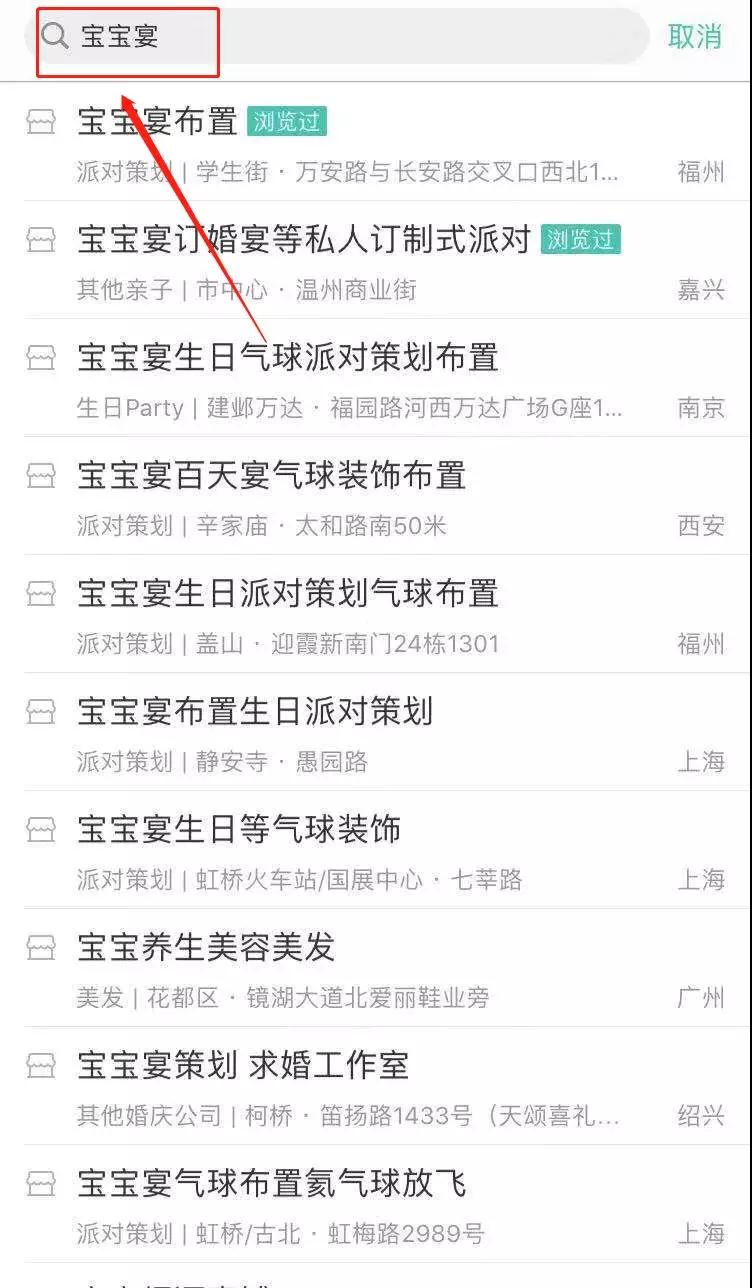 宝宝宴 取消
宝宝宴布置 浏览过
派对策划 | 学生街 · 万安路与长安路交叉口西北1... 福州
宝宝宴订婚宴等私人订制式派对 浏览过
其他亲子 | 市中心 · 温州商业街 嘉兴
宝宝宴生日气球派对策划布置
生日Party | 建邺万达 · 福园路河西万达广场G座1... 南京
宝宝宴百天宴气球装饰布置
派对策划 | 辛家庙 · 太和路南50米 西安
宝宝宴生日派对策划气球布置
派对策划 | 盖山 · 迎霞新南门24栋1301 福州
宝宝宴布置生日派对策划
派对策划 | 静安寺 · 愚园路 上海
宝宝宴生日等气球装饰
派对策划 | 虹桥火车站/国展中心 · 七莘路 上海
宝宝养生美容美发
美发 | 花都区 · 镜湖大道北爱丽鞋业旁 广州
宝宝宴策划 求婚工作室
其他婚庆公司 | 柯桥 · 笛扬路1433号（天颂喜礼... 绍兴
宝宝宴气球布置氦气球放飞
派对策划 | 虹桥/古北 · 虹梅路2989号 上海